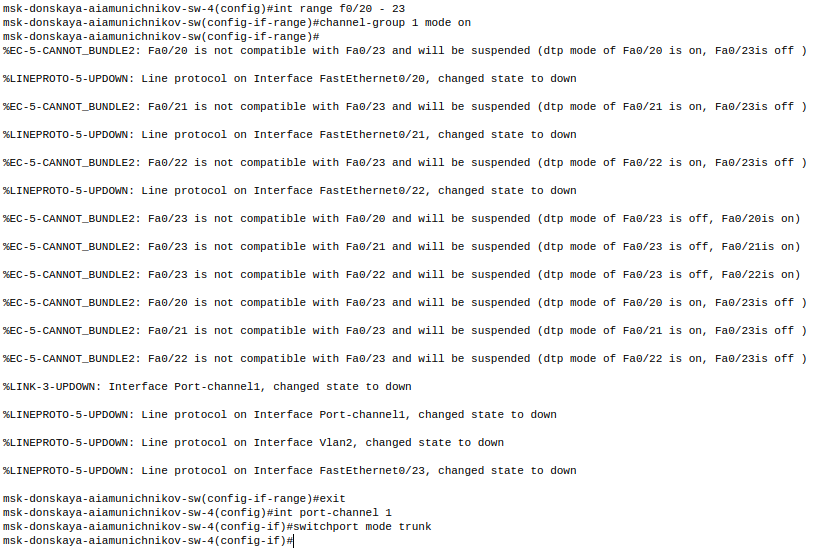 msk-donskaya-aiamunichnikov-sw-4(config)#int range f0/20 - 23
msk-donskaya-aiamunichnikov-sw(config-if-range)#channel-group 1 mode on
msk-donskaya-aiamunichnikov-sw(config-if-range)#
%EC-5-CANNOT_BUNDLE2: Fa0/20 is not compatible with Fa0/23 and will be suspended (dtp mode of Fa0/20 is on, Fa0/23is off )
%LINEPROTO-5-UPDOWN: Line protocol on Interface FastEthernet0/20, changed state to down
%EC-5-CANNOT_BUNDLE2: Fa0/21 is not compatible with Fa0/23 and will be suspended (dtp mode of Fa0/21 is on, Fa0/23is off )
%LINEPROTO-5-UPDOWN: Line protocol on Interface FastEthernet0/21, changed state to down
%EC-5-CANNOT_BUNDLE2: Fa0/22 is not compatible with Fa0/23 and will be suspended (dtp mode of Fa0/22 is on, Fa0/23is off )
%LINEPROTO-5-UPDOWN: Line protocol on Interface FastEthernet0/22, changed state to down
%EC-5-CANNOT_BUNDLE2: Fa0/23 is not compatible with Fa0/20 and will be suspended (dtp mode of Fa0/23 is off, Fa0/20is on)
%EC-5-CANNOT_BUNDLE2: Fa0/23 is not compatible with Fa0/21 and will be suspended (dtp mode of Fa0/23 is off, Fa0/21is on)
%EC-5-CANNOT_BUNDLE2: Fa0/23 is not compatible with Fa0/22 and will be suspended (dtp mode of Fa0/23 is off, Fa0/22is on)
%EC-5-CANNOT_BUNDLE2: Fa0/20 is not compatible with Fa0/23 and will be suspended (dtp mode of Fa0/20 is on, Fa0/23is off )
%EC-5-CANNOT_BUNDLE2: Fa0/21 is not compatible with Fa0/23 and will be suspended (dtp mode of Fa0/21 is on, Fa0/23is off )
%EC-5-CANNOT_BUNDLE2: Fa0/22 is not compatible with Fa0/23 and will be suspended (dtp mode of Fa0/22 is on, Fa0/23is off )
%LINK-3-UPDOWN: Interface Port-channel1, changed state to down
%LINEPROTO-5-UPDOWN: Line protocol on Interface Port-channel1, changed state to down
%LINEPROTO-5-UPDOWN: Line protocol on Interface Vlan2, changed state to down
%LINEPROTO-5-UPDOWN: Line protocol on Interface FastEthernet0/23, changed state to down
msk-donskaya-aiamunichnikov-sw(config-if-range)#exit
msk-donskaya-aiamunichnikov-sw-4(config)#int port-channel 1
msk-donskaya-aiamunichnikov-sw-4(config-if)#switchport mode trunk
msk-donskaya-aiamunichnikov-sw-4(config-if)#